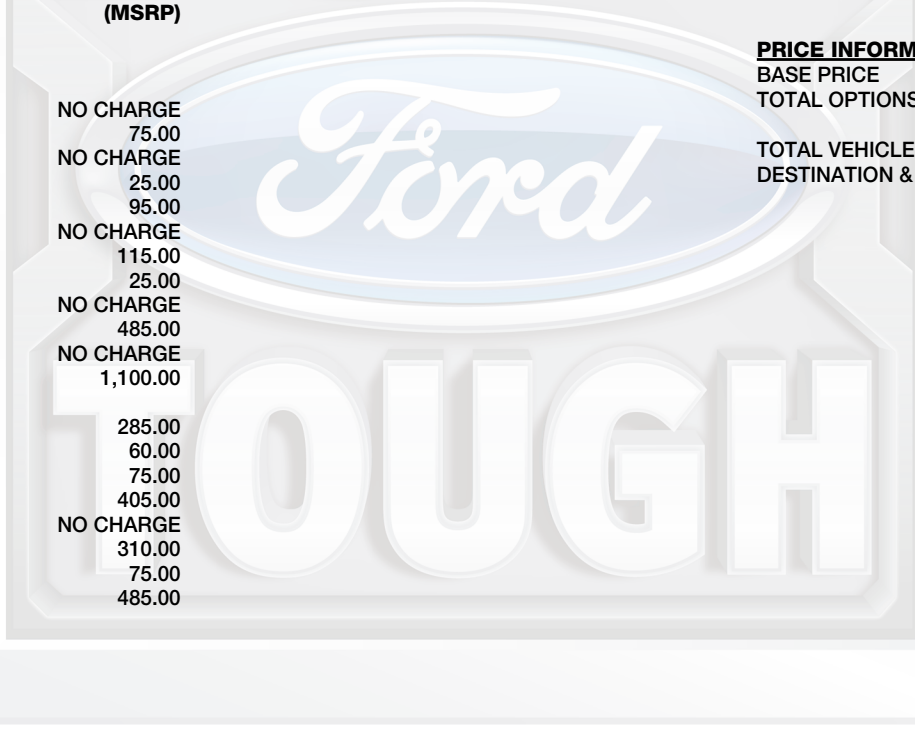 (MSRP)
NO CHARGE
75.00
NO CHARGE
25.00
95.00
NO CHARGE
115.00
25.00
NO CHARGE
485.00
NO CHARGE
1,100.00
285.00
60.00
75.00
405.00
NO CHARGE
310.00
75.00
485.00
PRICE INFORM
BASE PRICE
TOTAL OPTIONS
TOTAL VEHICLE
DESTINATION &
Ford
TOUGH